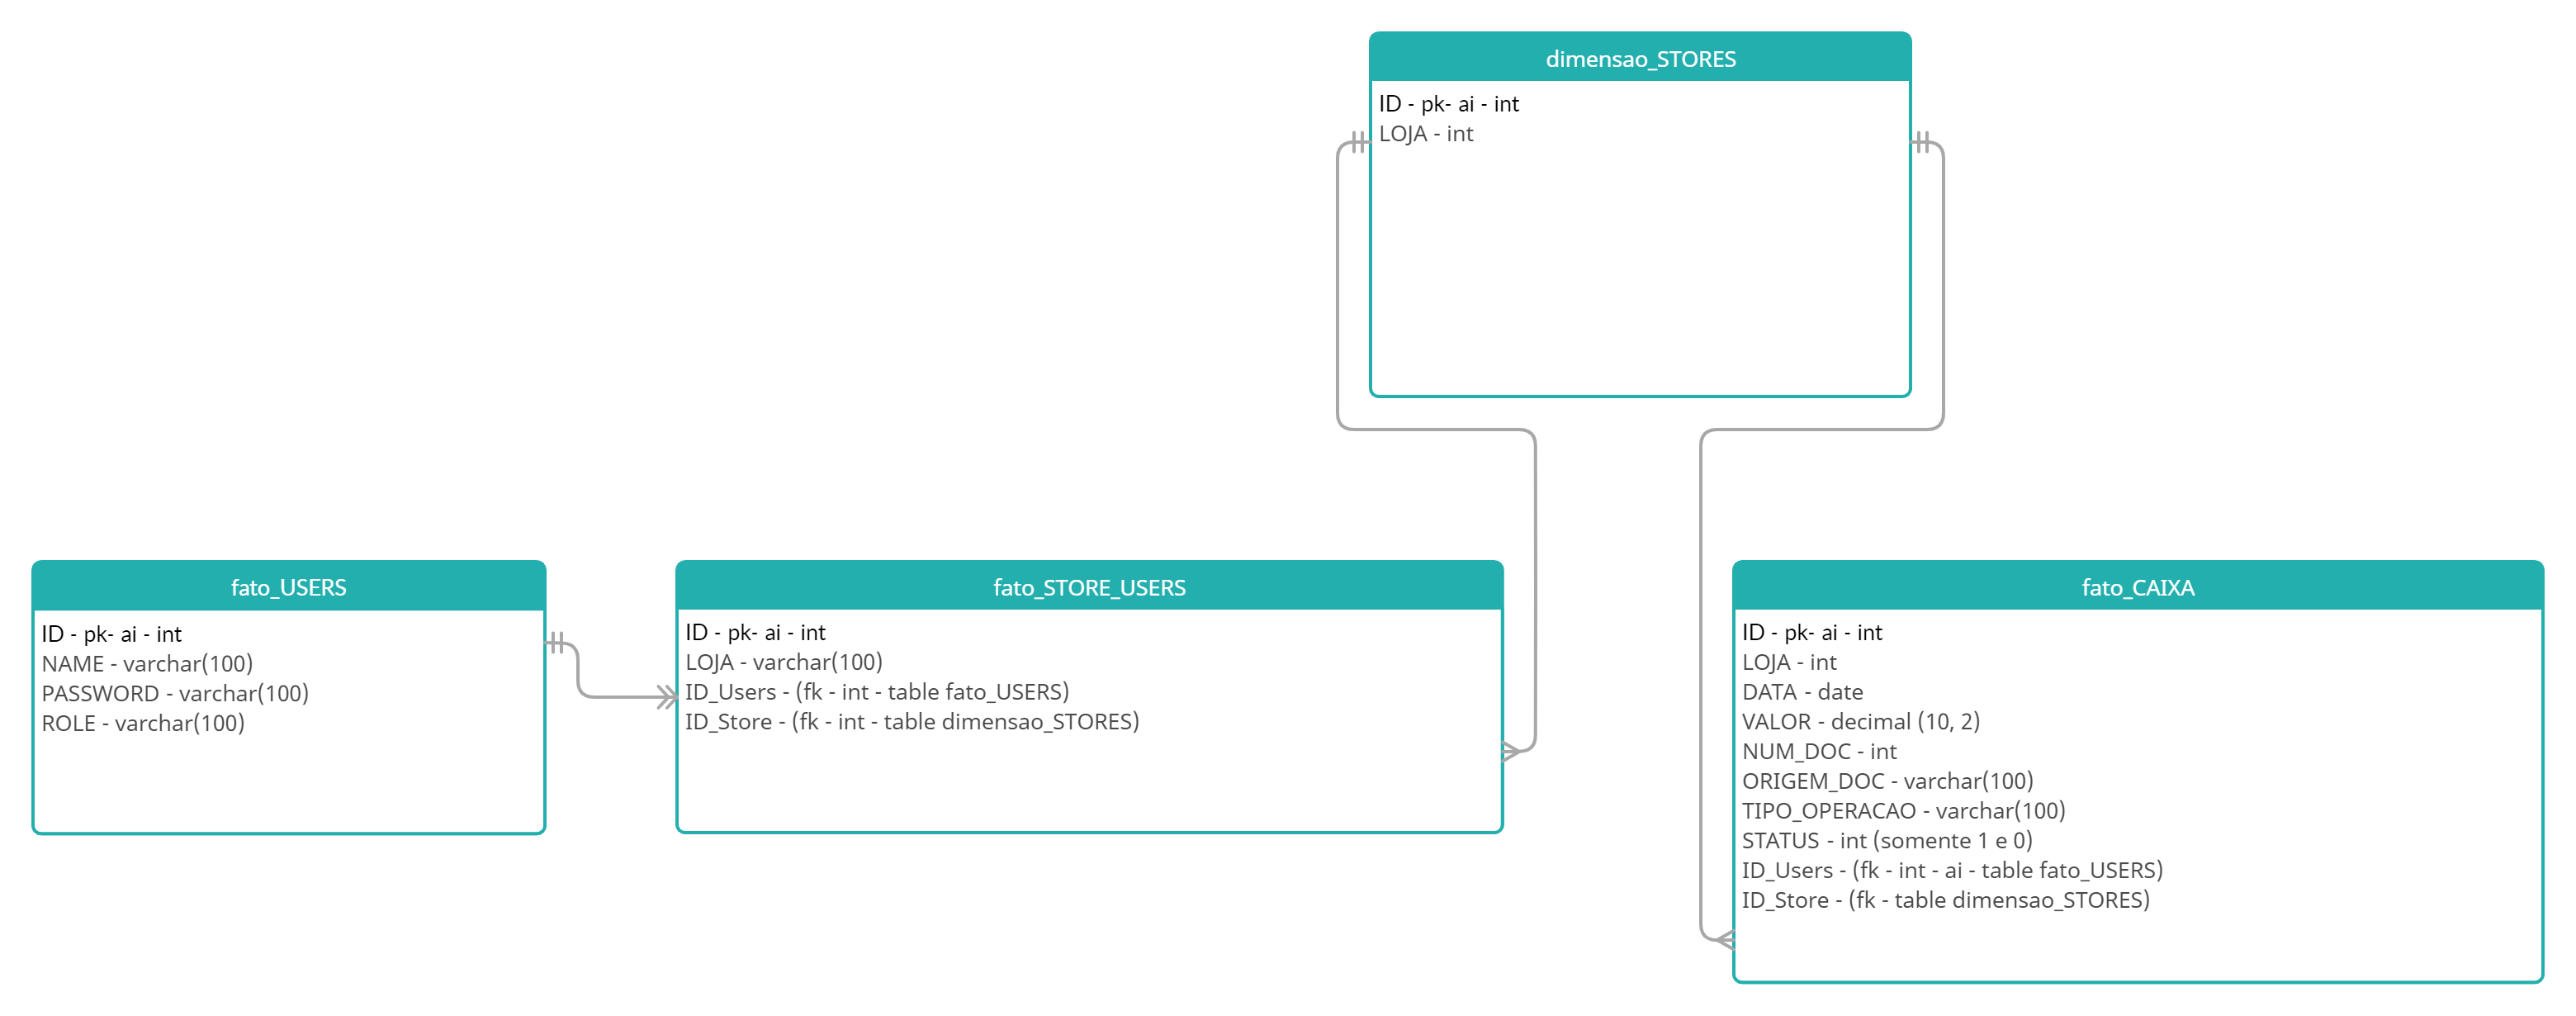 dimensao_STORES
ID - pk- ai - int
LOJA - int
fato_USERS
ID - pk- ai - int
NAME - varchar(100)
PASSWORD - varchar(100)
ROLE - varchar(100)
fato_STORE_USERS
ID - pk- ai - int
LOJA - varchar(100)
ID_Users - (fk - int - table fato_USERS)
ID_Store - (fk - int - table dimensao_STORES)
fato_CAIXA
ID - pk- ai - int
LOJA - int
DATA - date
VALOR - decimal (10, 2)
NUM_DOC - int
ORIGEM_DOC - varchar(100)
TIPO_OPERACAO - varchar(100)
STATUS - int (somente 1 e 0)
ID_Users - (fk - int - ai - table fato_USERS)
ID_Store - (fk - table dimensao_STORES)